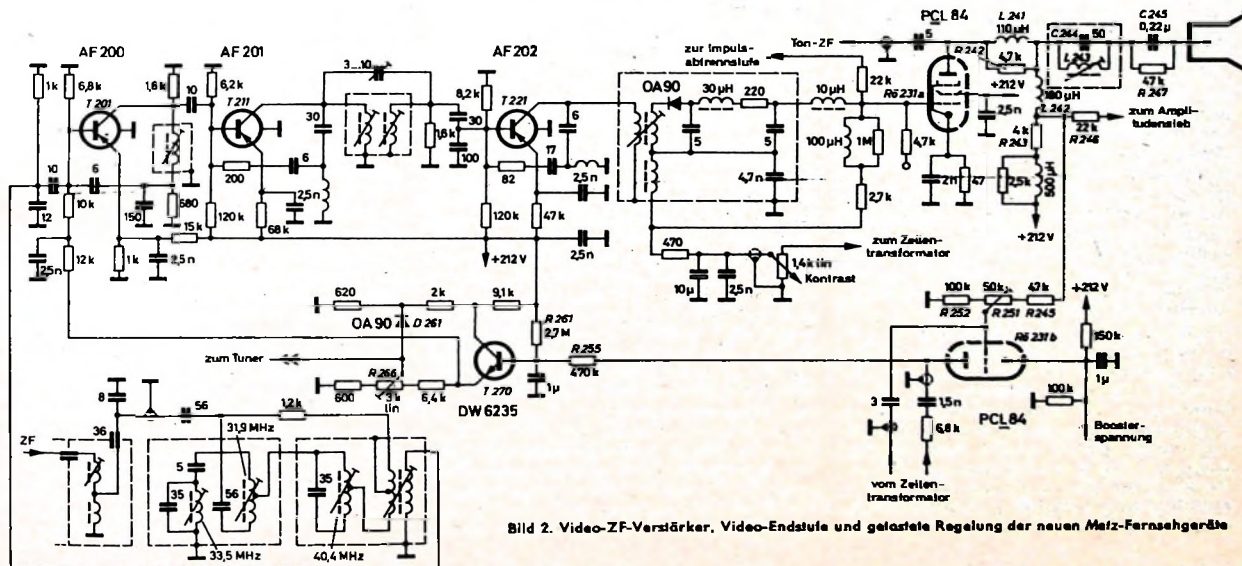 PCL 84
L 241
110 µH
C 244
50
C 245
0,22 µ
AF 200
AF 201
AF 202
Ton-ZF
5
R 242
4,7 k
L 243
47 k
R 247
zur Impuls-
abtrennstufe
3...10
1 k
6,8 k
1,6 k
10
6,2 k
8,2 k
22 k
Rö 231a
+212 V
T 201
T 211
T 221
OA 90
30 µH
220
10 µH
2,5 n
180 µH
L 242
zum Ampli-
tudensieb
30
30
6
1,6 k
100
5
5
100 µH
1M
4,7 k
4 k
R 243
22 k
R 246
10
6
200
6
82
17
2,5 n
4,7 n
2n
47
2,5 k
500 µH
12
10 k
150
680
2,5 n
2,5 n
2,7 k
15 k
120 k
68 k
120 k
47 k
25 n
12 k
1 k
2,5 n
2,5 n
+212 V
470
zum Zeilen-
transformator
+212 V
1,4 k lin
Kontrast
10 µ
2,5 n
620
2 k
9,1 k
100 k
50 k
47 k
+212 V
R 252
R 251
R 245
OA 90
D 261
R 261
2,7 M
Rö 231b
150 k
zum Tuner
R 255
470 k
R 266
T 270
1 µ
600
3 k
lin
6,4 k
DW 6235
3
1,5 n
6,8 k
100 k
1 µ
PCL 84
Booster-
spannung
8
56
1,2 k
36
31,9 MHz
ZF
5
35
56
35
33,5 MHz
40,4 MHz
vom Zeilen-
transformator
Bild 2. Video-ZF-Verstärker, Video-Endstufe und getastete Regelung der neuen Metz-Fernsehgeräte